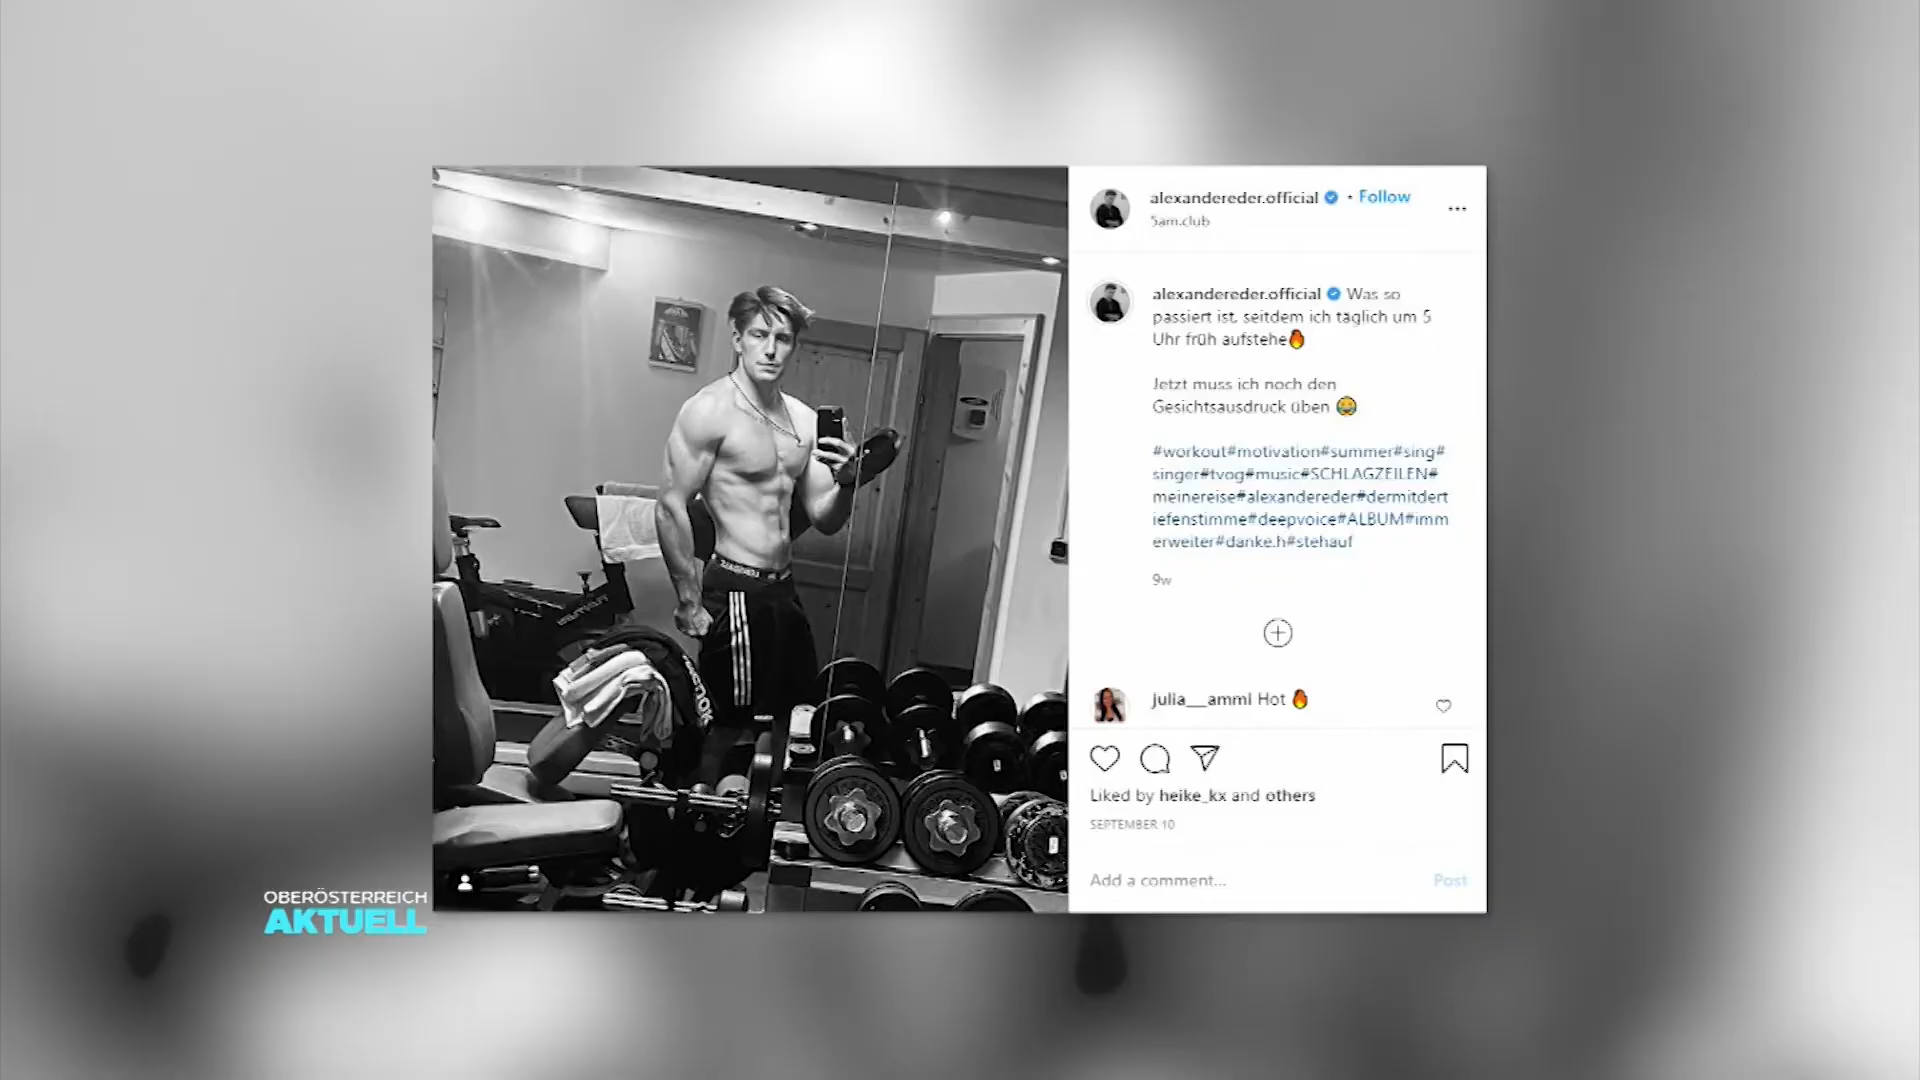 alexandereder.official • Follow
5am.club
alexandereder.official Was so
passiert ist, seitdem ich täglich um 5
Uhr früh aufstehe🔥
Jetzt muss ich noch den
Gesichtsausdruck üben 😂
#workout#motivation#summer#sing#
singer#tvog#music#SCHLAGZEILEN#
meinereise#alexandereder#dermitdert
iefenstimme#deepvoice#ALBUM#imm
erweiter#danke.h#stehauf
9w
julia__amml Hot 🔥
Liked by heike_kx and others
SEPTEMBER 10
Add a comment...
Post
OBERÖSTERREICH
AKTUELL